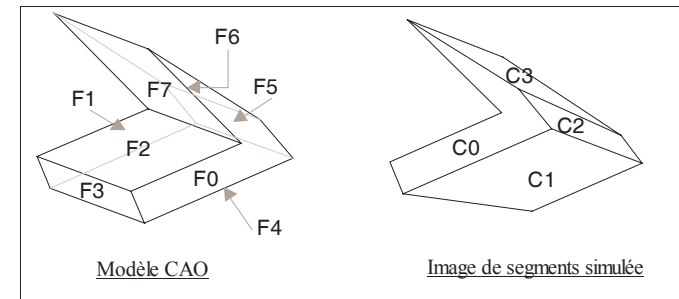 F6
F7
F5
F1
F2
F3
F0
F4
Modèle CAO
C3
C2
C0
C1
Image de segments simulée